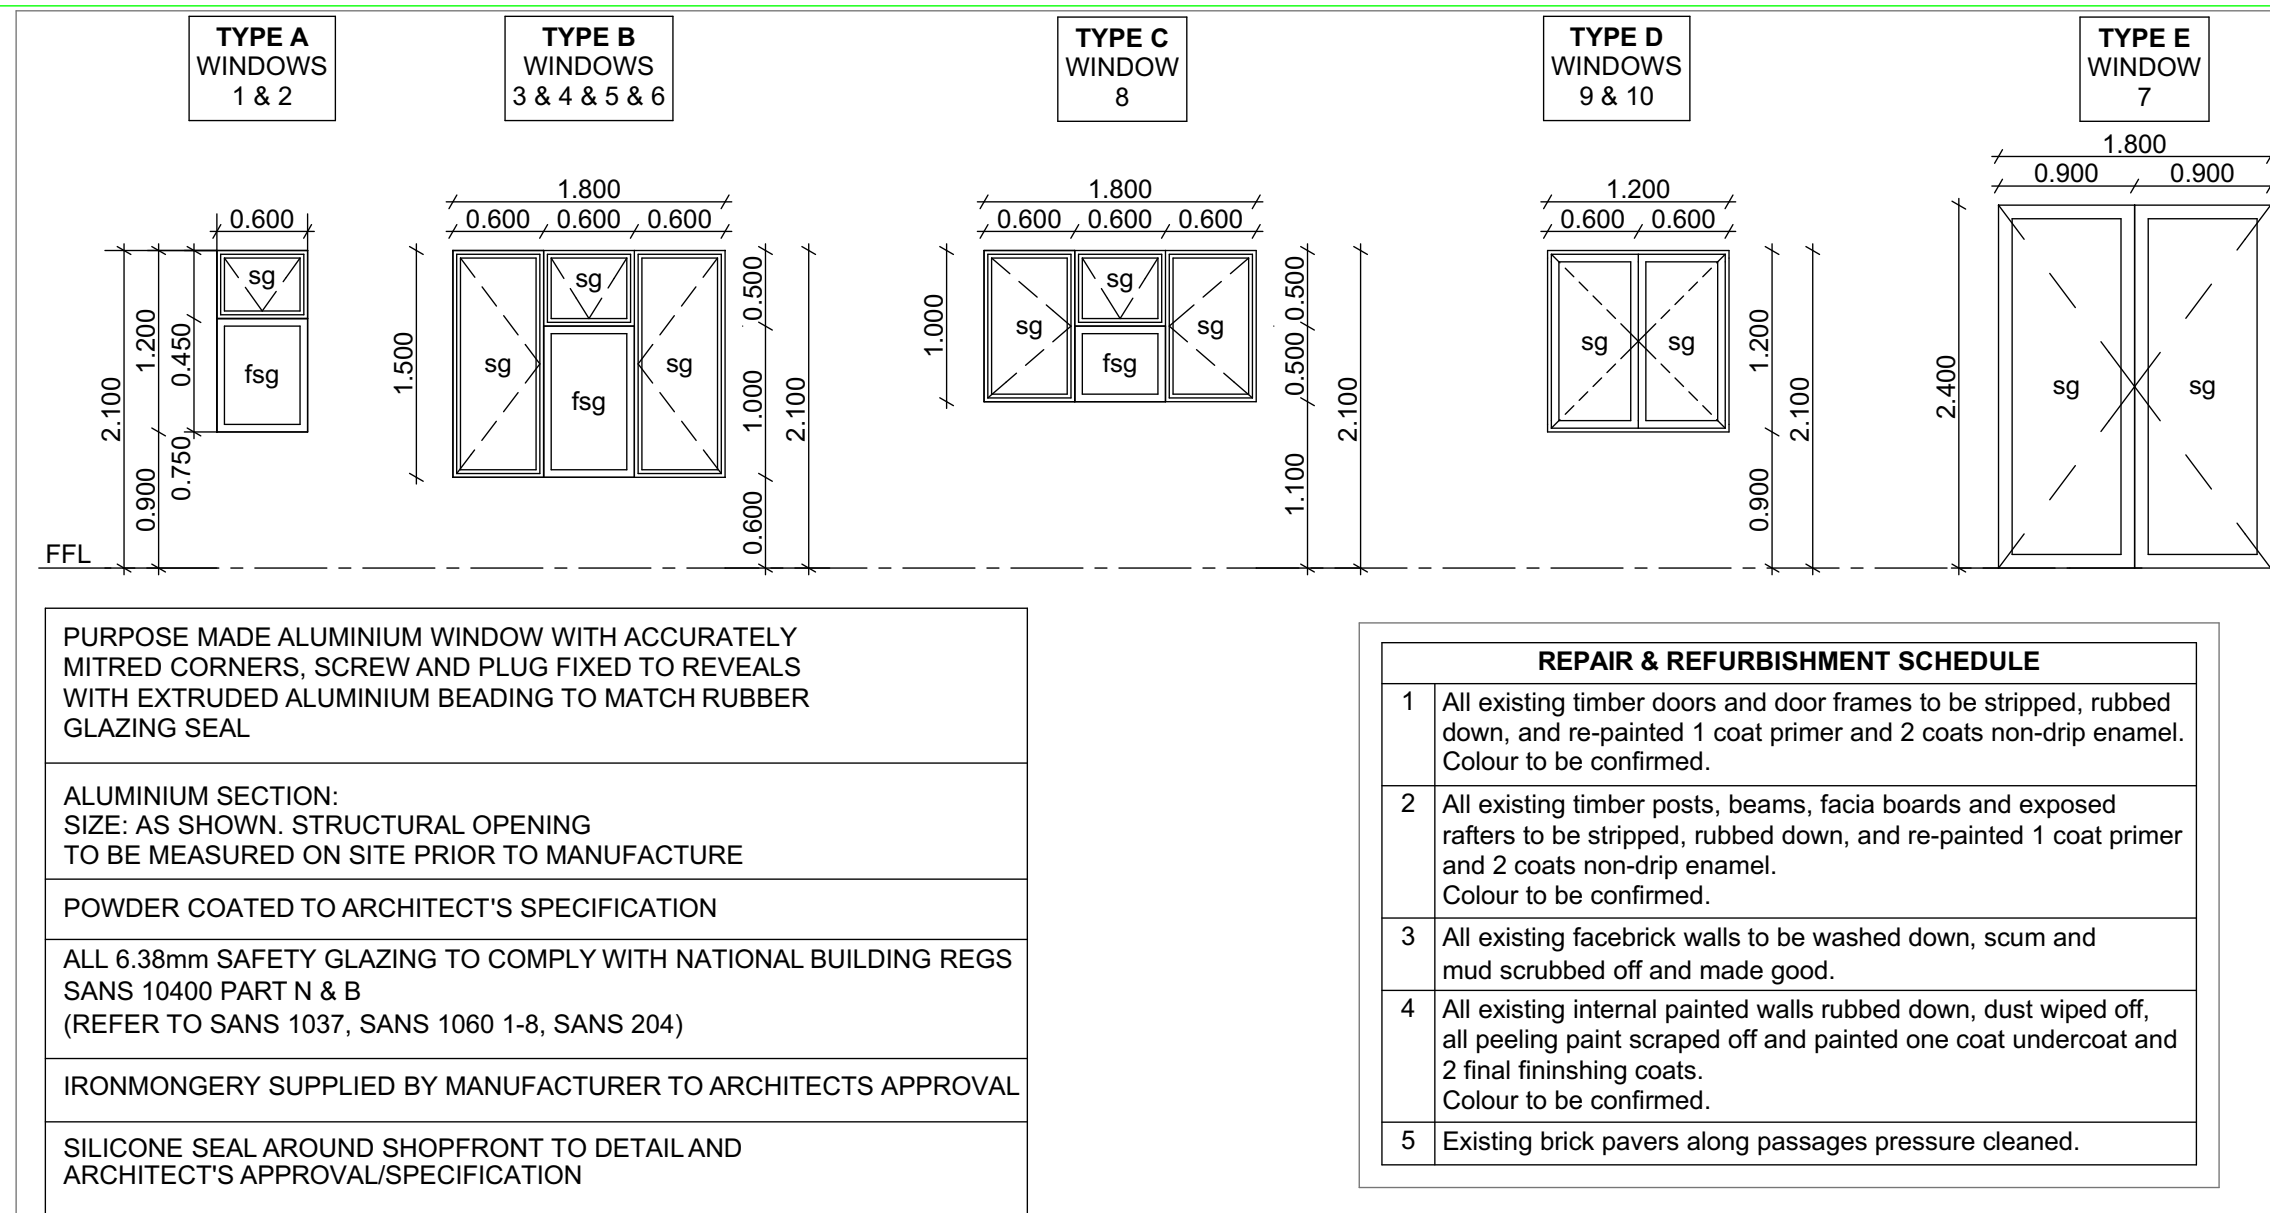 TYPE A
WINDOWS
1 & 2
TYPE B
WINDOWS
3 & 4 & 5 & 6
TYPE C
WINDOW
8
TYPE D
WINDOWS
9 & 10
TYPE E
WINDOW
7
0.600
2.100
1.200
0.900
0.450
0.750
sg
fsg
1.800
0.600 0.600 0.600
1.500
sg
sg
fsg
sg
0.500
1.000
0.600
2.100
1.800
0.600 0.600 0.600
1.000
sg
sg
fsg
sg
0.500
0.500
1.100
2.100
1.200
0.600 0.600
sg
sg
1.200
0.900
2.100
1.800
0.900 0.900
2.400
sg
sg
FFL
PURPOSE MADE ALUMINIUM WINDOW WITH ACCURATELY
MITRED CORNERS, SCREW AND PLUG FIXED TO REVEALS
WITH EXTRUDED ALUMINIUM BEADING TO MATCH RUBBER
GLAZING SEAL
ALUMINIUM SECTION:
SIZE: AS SHOWN. STRUCTURAL OPENING
TO BE MEASURED ON SITE PRIOR TO MANUFACTURE
POWDER COATED TO ARCHITECT'S SPECIFICATION
ALL 6.38mm SAFETY GLAZING TO COMPLY WITH NATIONAL BUILDING REGS
SANS 10400 PART N & B
(REFER TO SANS 1037, SANS 1060 1-8, SANS 204)
IRONMONGERY SUPPLIED BY MANUFACTURER TO ARCHITECTS APPROVAL
SILICONE SEAL AROUND SHOPFRONT TO DETAIL AND
ARCHITECT'S APPROVAL/SPECIFICATION
REPAIR & REFURBISHMENT SCHEDULE
1 All existing timber doors and door frames to be stripped, rubbed
down, and re-painted 1 coat primer and 2 coats non-drip enamel.
Colour to be confirmed.
2 All existing timber posts, beams, facia boards and exposed
rafters to be stripped, rubbed down, and re-painted 1 coat primer
and 2 coats non-drip enamel.
Colour to be confirmed.
3 All existing facebrick walls to be washed down, scum and
mud scrubbed off and made good.
4 All existing internal painted walls rubbed down, dust wiped off,
all peeling paint scraped off and painted one coat undercoat and
2 final fininshing coats.
Colour to be confirmed.
5 Existing brick pavers along passages pressure cleaned.